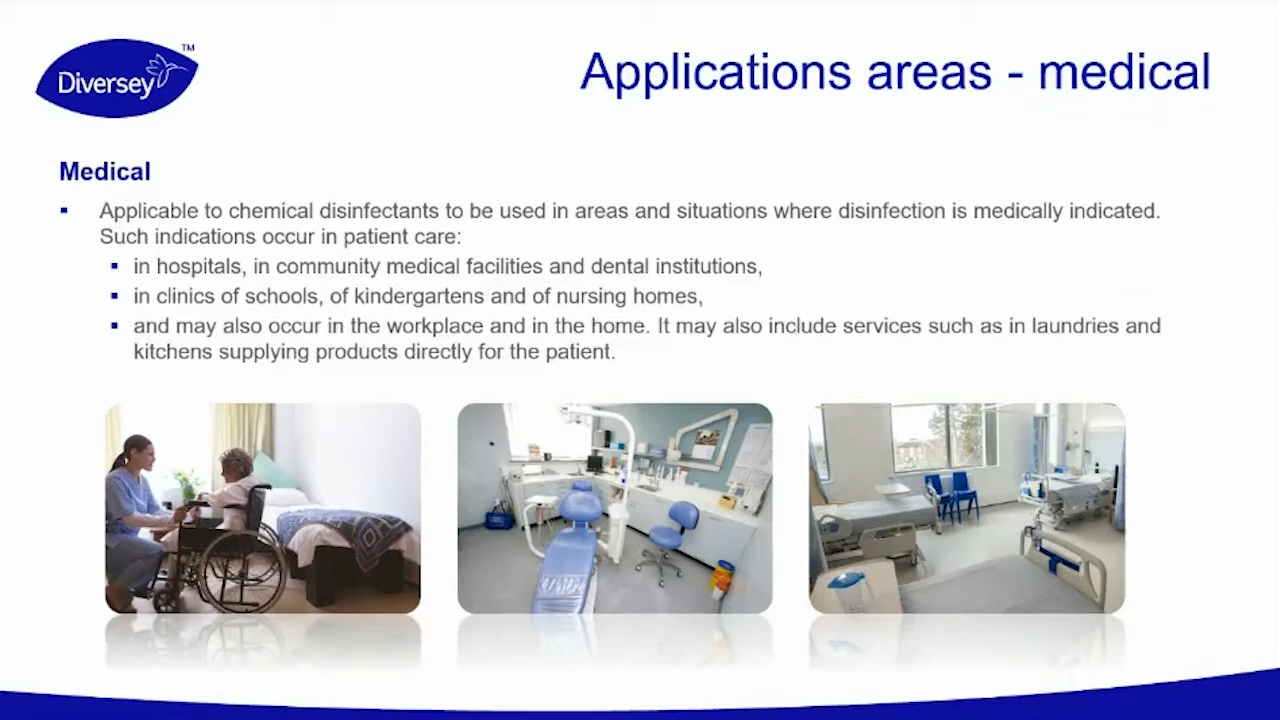 Diversey
TM
Applications areas - medical
Medical
▪ Applicable to chemical disinfectants to be used in areas and situations where disinfection is medically indicated.
Such indications occur in patient care:
▪ in hospitals, in community medical facilities and dental institutions,
▪ in clinics of schools, of kindergartens and of nursing homes,
▪ and may also occur in the workplace and in the home. It may also include services such as in laundries and
kitchens supplying products directly for the patient.